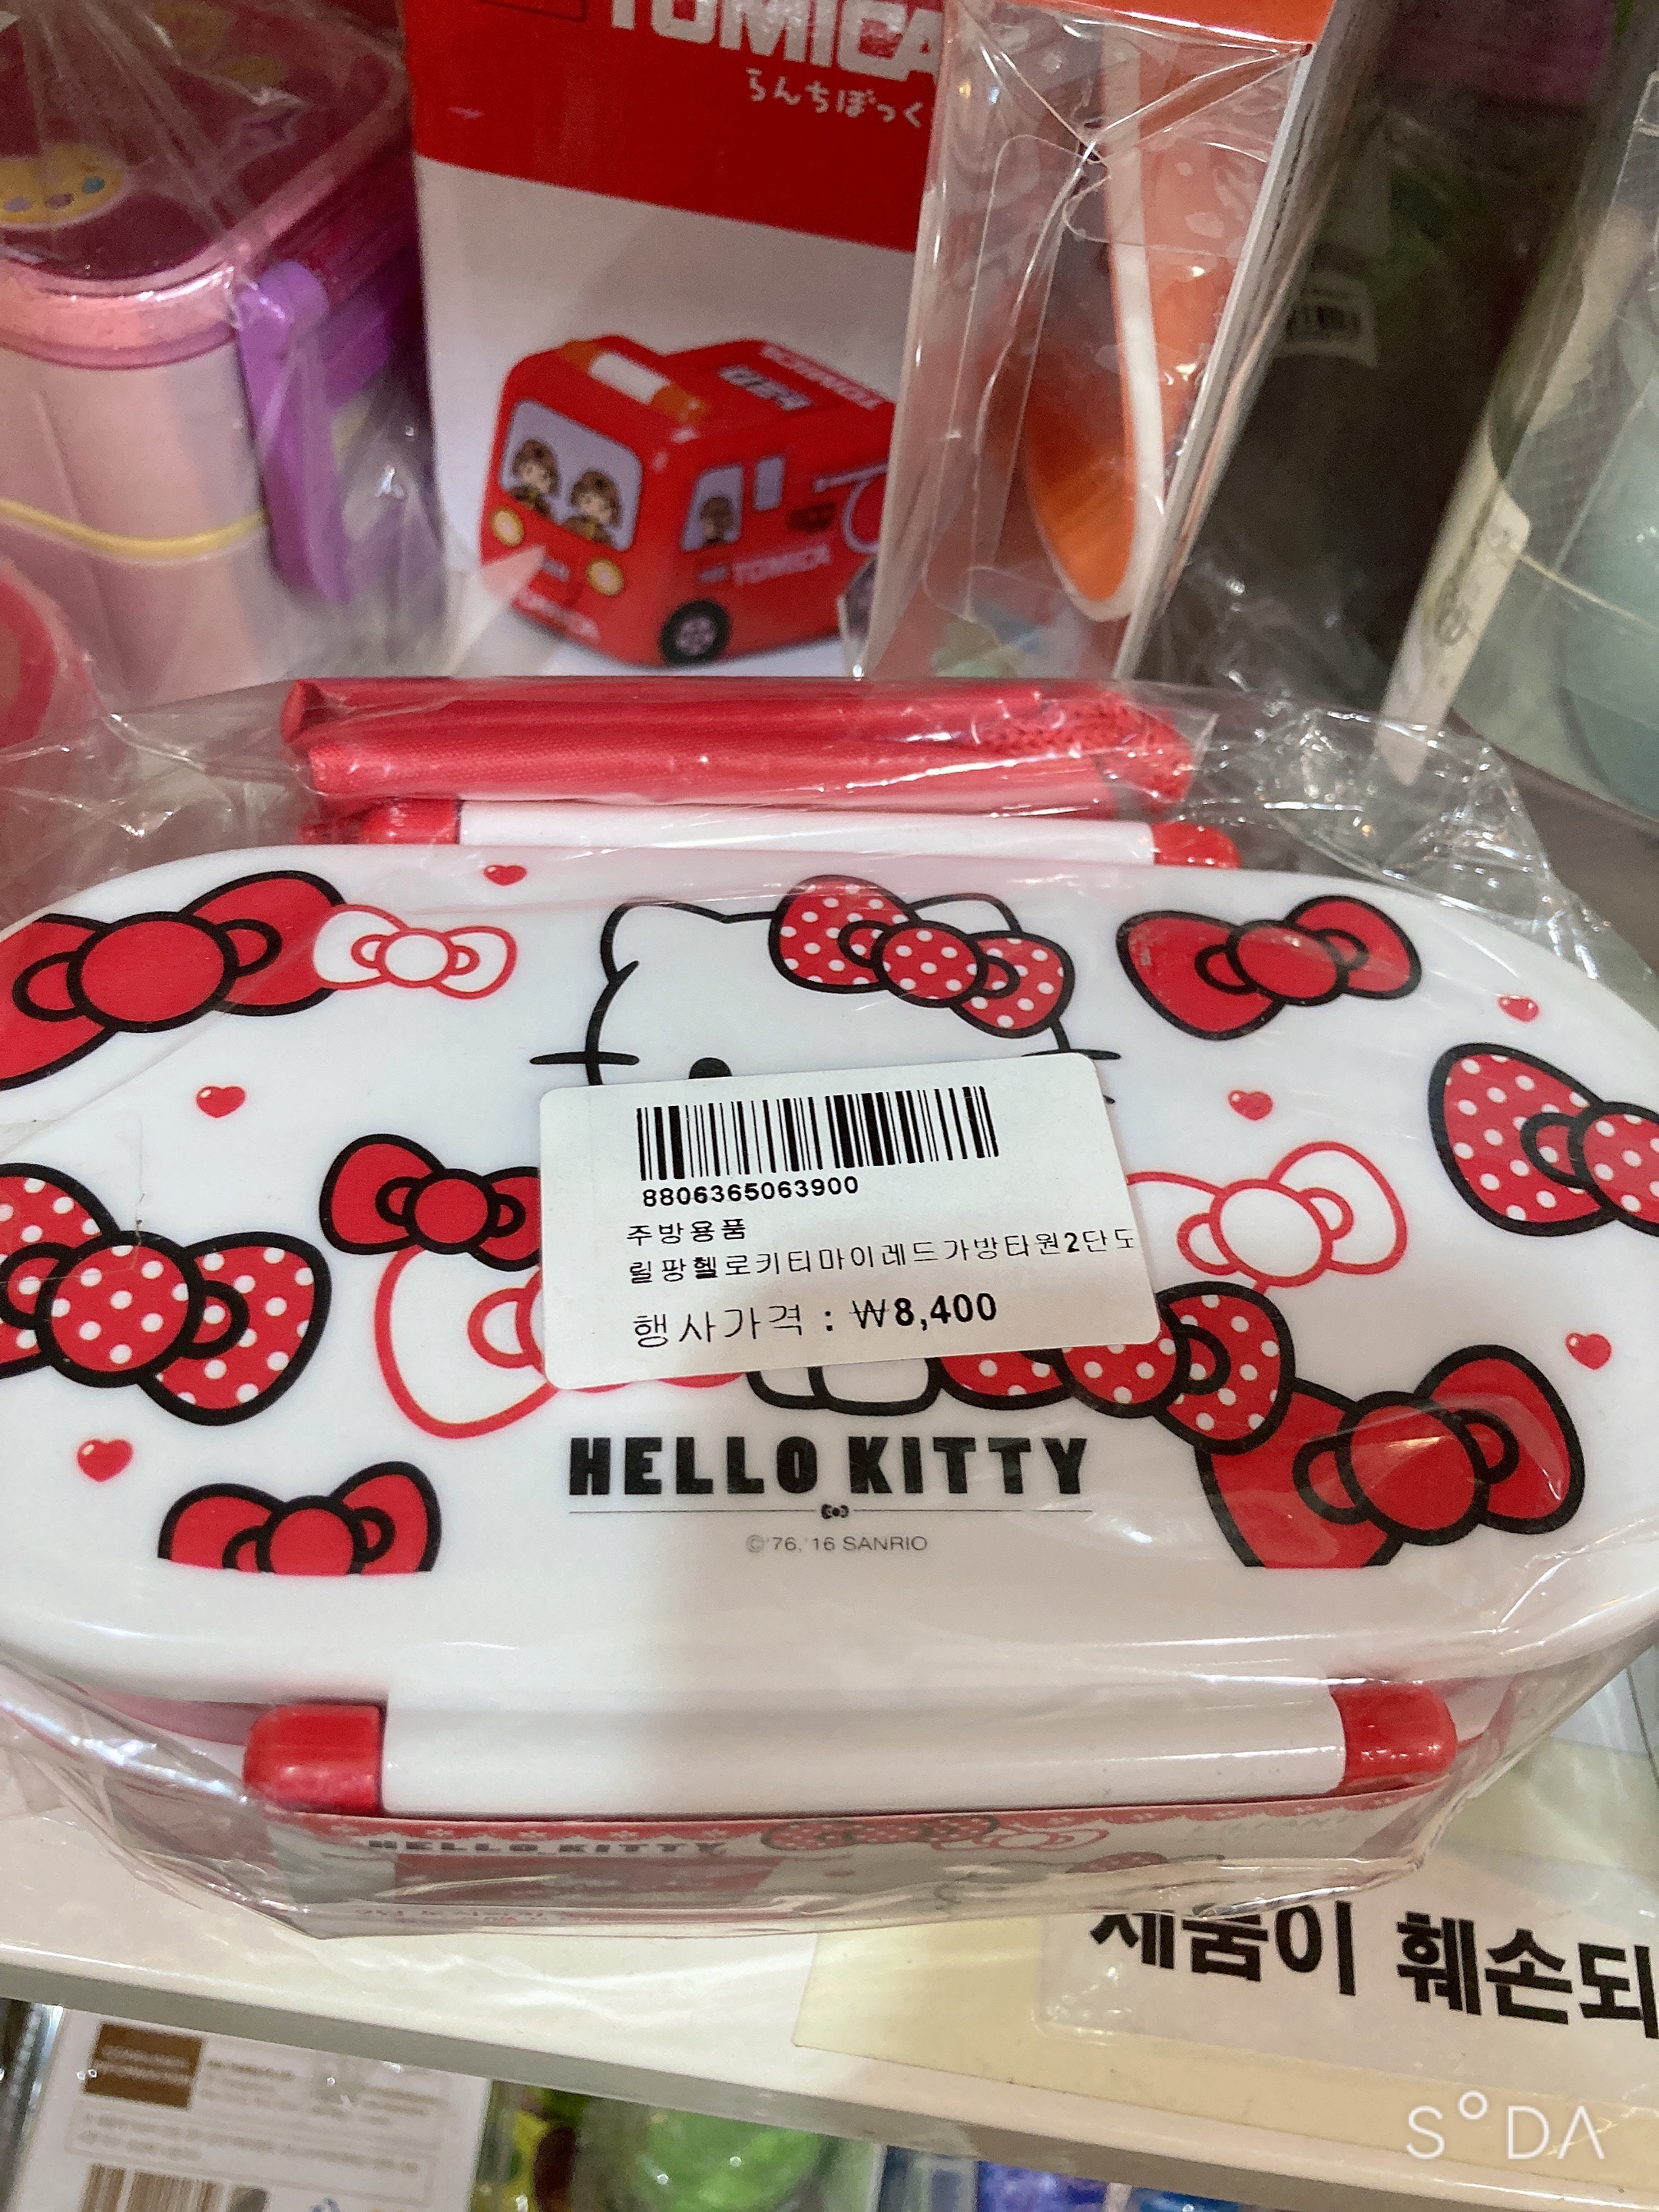 TOMICA
らんちぼっく
TOMICA
8806365063900
주방용품
릴팡헬로키티마이레드가방타원2단도
행사가격 : ₩8,400
HELLO KITTY
©'76,'16 SANRIO
HELLO KITTY
제품이 훼손되
SODA